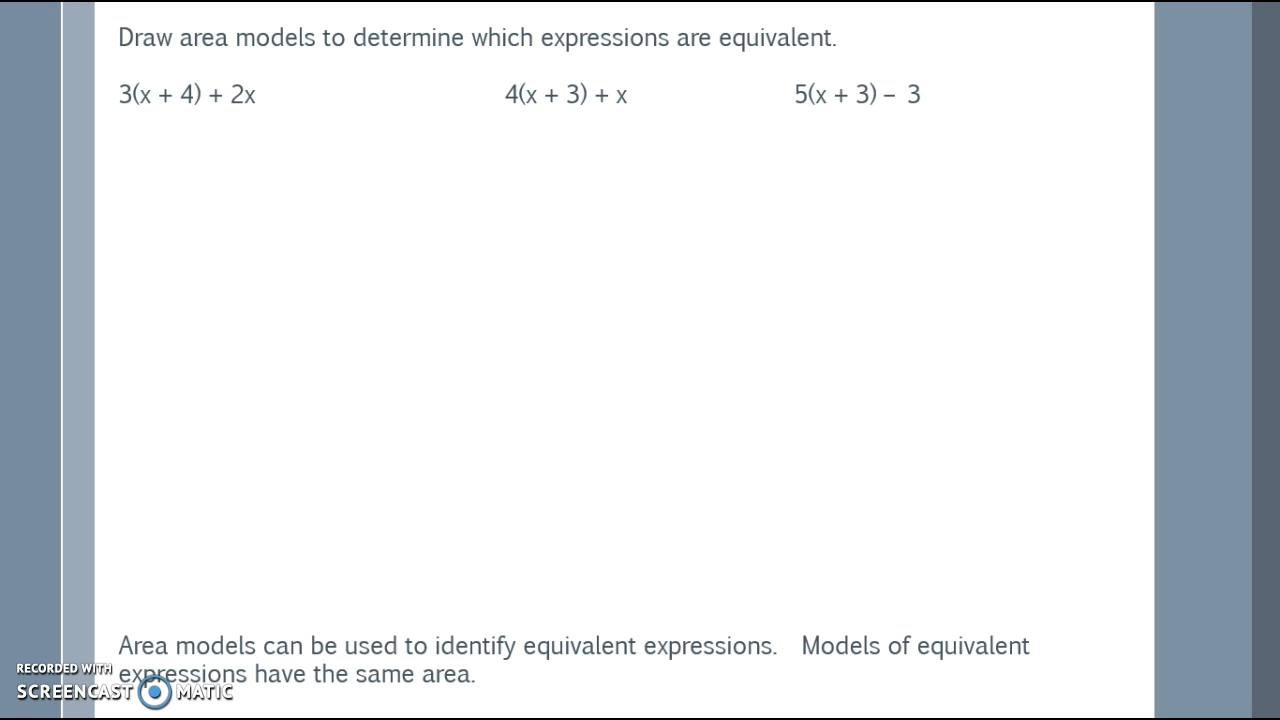 Draw area models to determine which expressions are equivalent.
3(x + 4) + 2x 4(x + 3) + x 5(x + 3) – 3
Area models can be used to identify equivalent expressions. Models of equivalent
expressions have the same area.
RECORDED WITH
SCREENCAST MATIC